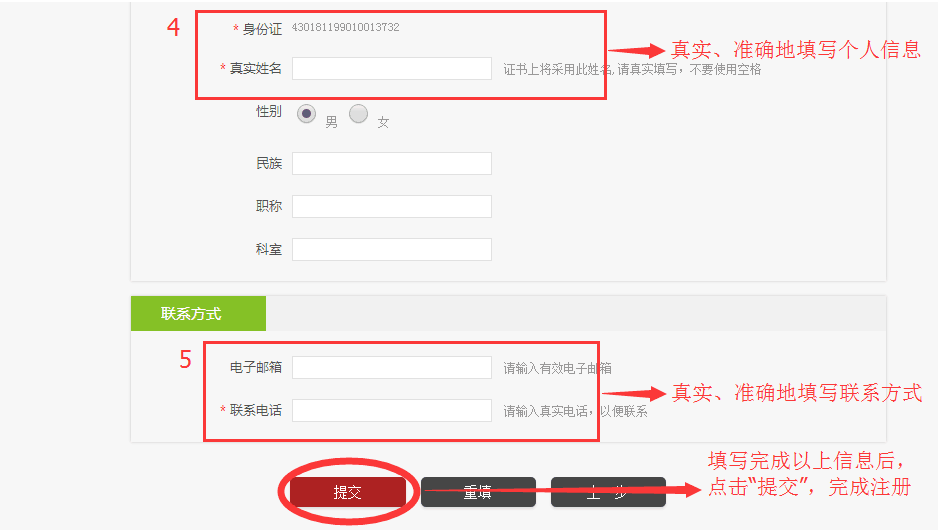 4
* 身份证 430181199010013732
真实、准确地填写个人信息
* 真实姓名 证书上将采用此姓名,请真实填写，不要使用空格
性别 男 女
民族
职称
科室
联系方式
5
电子邮箱 请输入有效电子邮箱
真实、准确地填写联系方式
* 联系电话 请输入真实电话，以便联系
填写完成以上信息后，
点击“提交”，完成注册
提交 重填 上一步